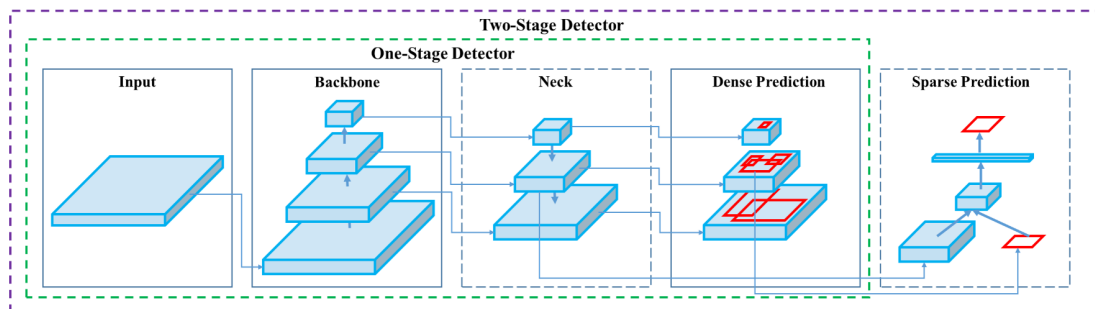 Two-Stage Detector
One-Stage Detector
Input
Backbone
Neck
Dense Prediction
Sparse Prediction